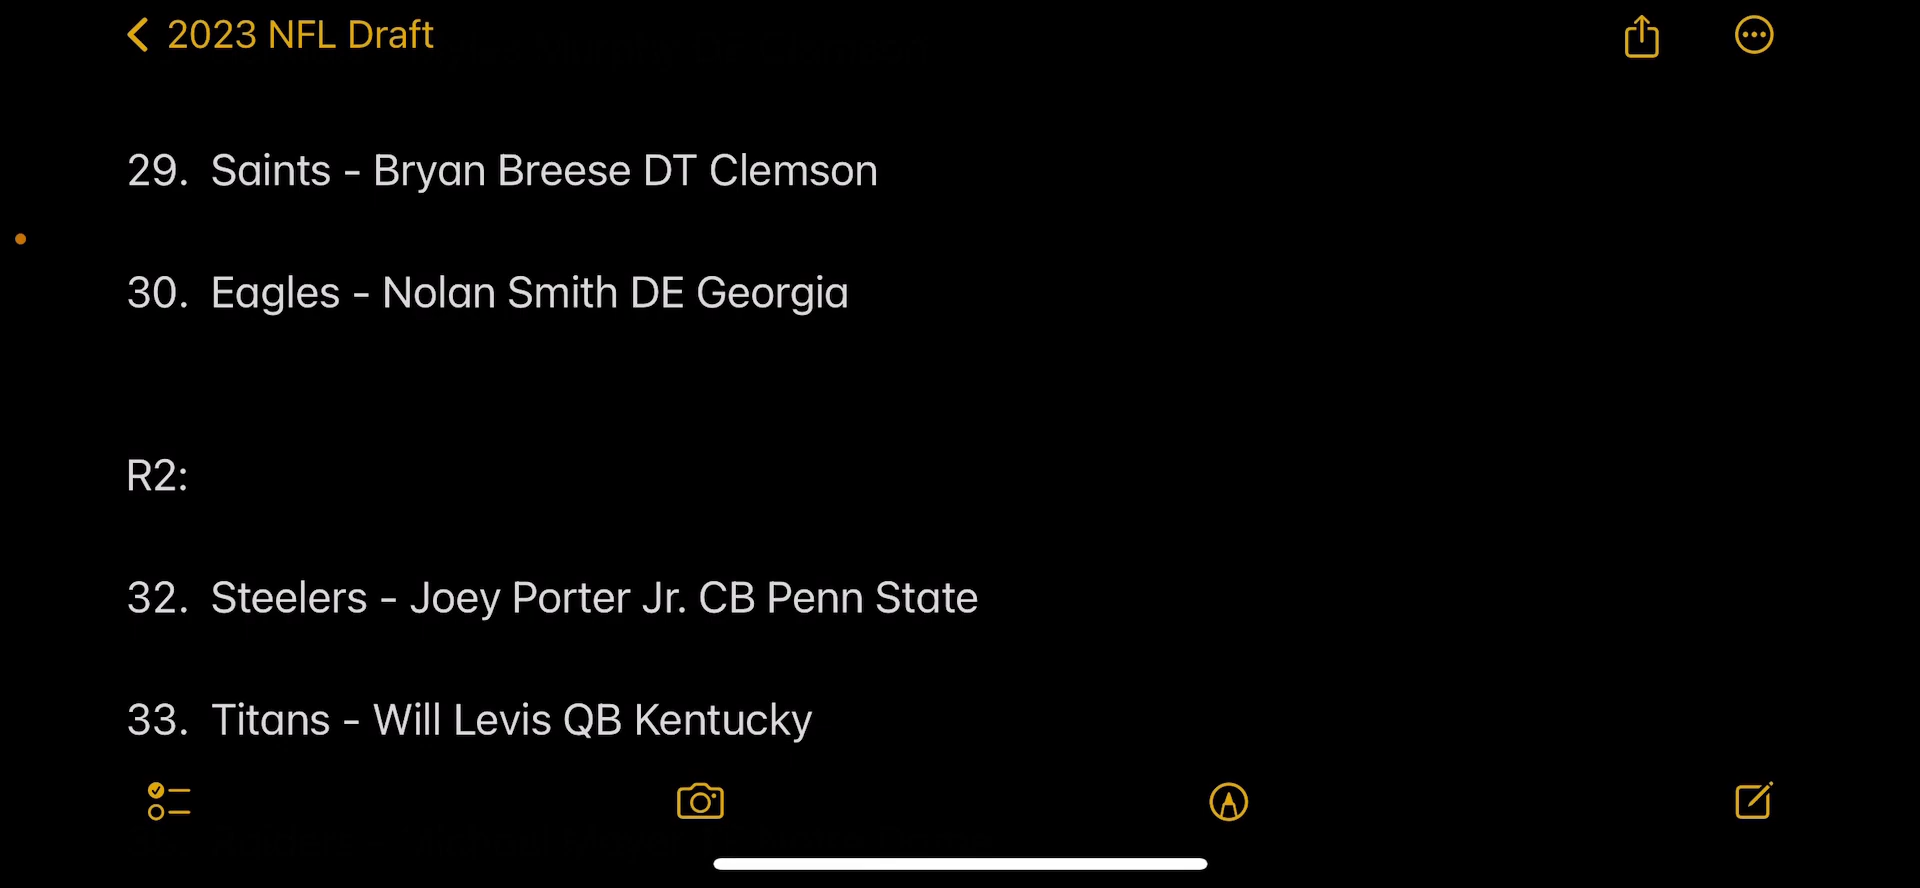 2023 NFL Draft
29. Saints - Bryan Breese DT Clemson
30. Eagles - Nolan Smith DE Georgia
R2:
32. Steelers - Joey Porter Jr. CB Penn State
33. Titans - Will Levis QB Kentucky